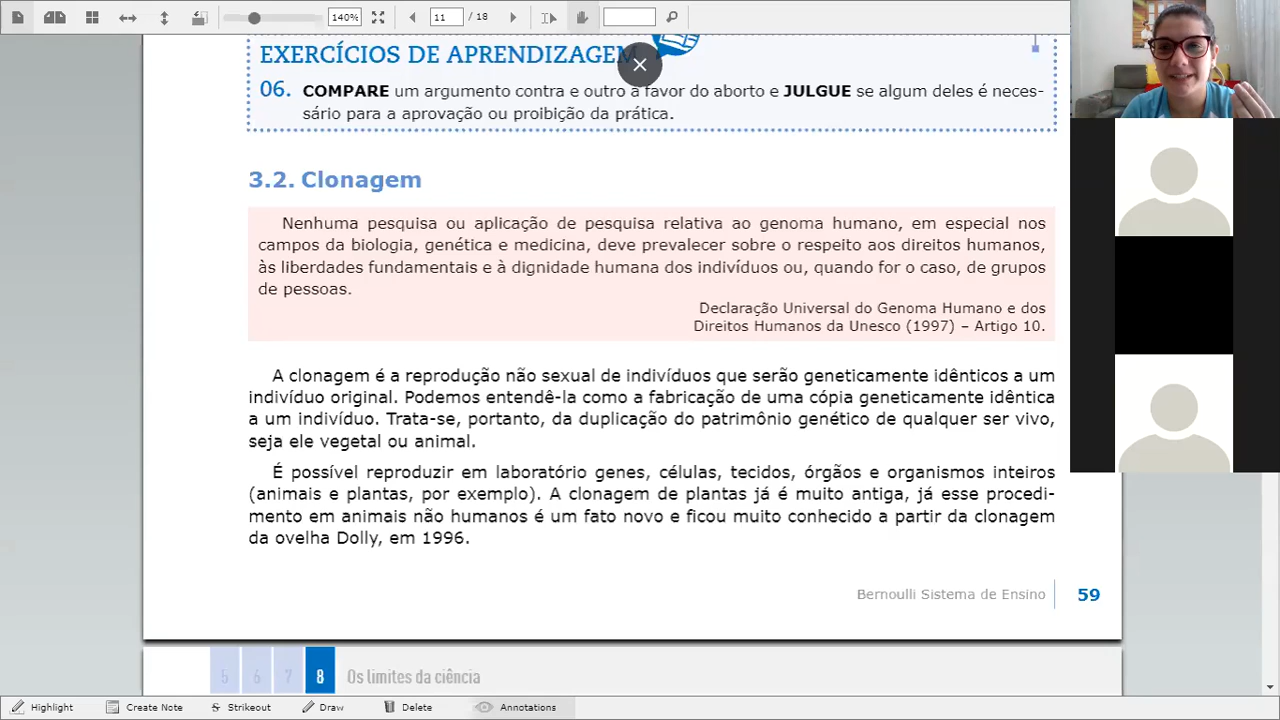 140%
11
/ 18
EXERCÍCIOS DE APRENDIZAGEM
06. COMPARE um argumento contra e outro a favor do aborto e JULGUE se algum deles é neces-
sário para a aprovação ou proibição da prática.
3.2. Clonagem
Nenhuma pesquisa ou aplicação de pesquisa relativa ao genoma humano, em especial nos
campos da biologia, genética e medicina, deve prevalecer sobre o respeito aos direitos humanos,
às liberdades fundamentais e à dignidade humana dos indivíduos ou, quando for o caso, de grupos
de pessoas.
Declaração Universal do Genoma Humano e dos
Direitos Humanos da Unesco (1997) – Artigo 10.
A clonagem é a reprodução não sexual de indivíduos que serão geneticamente idênticos a um
indivíduo original. Podemos entendê-la como a fabricação de uma cópia geneticamente idêntica
a um indivíduo. Trata-se, portanto, da duplicação do patrimônio genético de qualquer ser vivo,
seja ele vegetal ou animal.
É possível reproduzir em laboratório genes, células, tecidos, órgãos e organismos inteiros
(animais e plantas, por exemplo). A clonagem de plantas já é muito antiga, já esse procedi-
mento em animais não humanos é um fato novo e ficou muito conhecido a partir da clonagem
da ovelha Dolly, em 1996.
Bernoulli Sistema de Ensino 59
5 6 7 8 Os limites da ciência
Highlight Create Note Strikeout Draw Delete Annotations